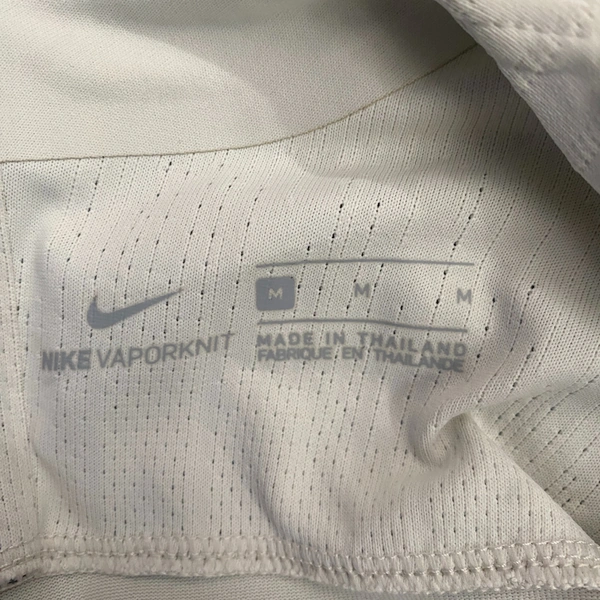 NIKE VAPORKNIT
M M M
MADE IN THAILAND
FABRIQUE EN THAILANDE